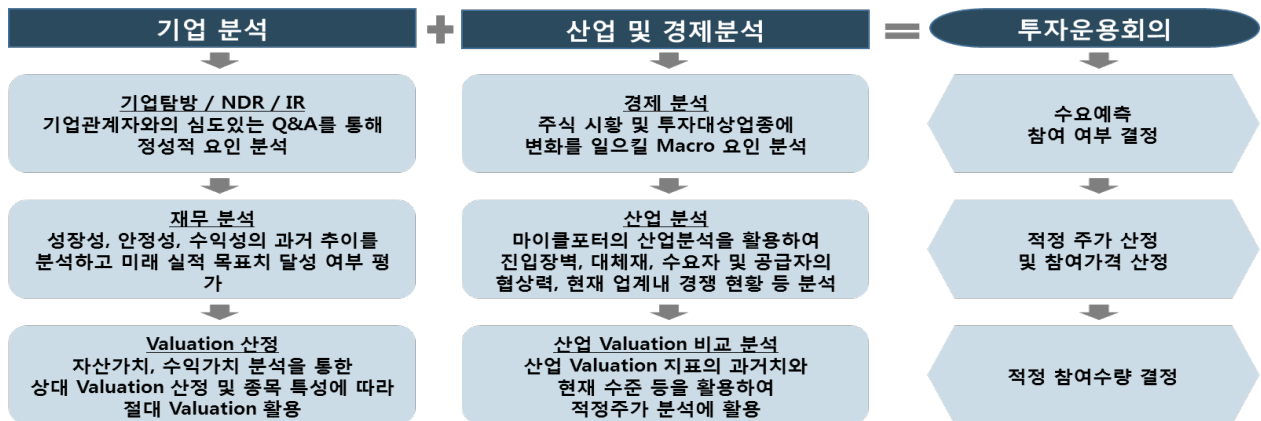 기업 분석
기업탐방 / NDR / IR
기업관계자와의 심도있는 Q&A를 통해
정성적 요인 분석
재무 분석
성장성, 안정성, 수익성의 과거 추이를
분석하고 미래 실적 목표치 달성 여부 평
가
Valuation 산정
자산가치, 수익가치 분석을 통한
상대 Valuation 산정 및 종목 특성에 따라
절대 Valuation 활용
+
산업 및 경제분석
경제 분석
주식 시황 및 투자대상업종에
변화를 일으킬 Macro 요인 분석
산업 분석
마이클포터의 산업분석을 활용하여
진입장벽, 대체재, 수요자 및 공급자의
협상력, 현재 업계내 경쟁 현황 등 분석
산업 Valuation 비교 분석
산업 Valuation 지표의 과거치와
현재 수준 등을 활용하여
적정주가 분석에 활용
=
투자운용회의
수요예측
참여 여부 결정
적정 주가 산정
및 참여가격 산정
적정 참여수량 결정